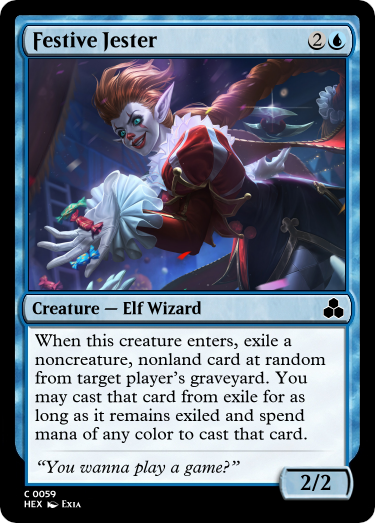 Festive Jester 2
Creature — Elf Wizard
When this creature enters, exile a
noncreature, nonland card at random
from target player's graveyard. You
may cast that card from exile for as
long as it remains exiled and spend
mana of any color to cast that card.
“You wanna play a game?”
2/2
C 0059
HEX Exia